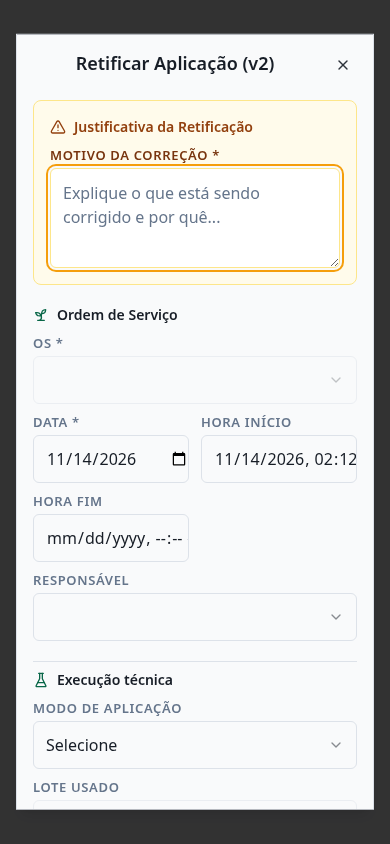 Retificar Aplicação (v2)
Justificativa da Retificação
MOTIVO DA CORREÇÃO *
Explique o que está sendo
corrigido e por quê...
Ordem de Serviço
OS *
DATA *
HORA INÍCIO
11/14/2026
11/14/2026, 02:12
HORA FIM
mm/dd/yyyy, --:--
RESPONSÁVEL
Execução técnica
MODO DE APLICAÇÃO
Selecione
LOTE USADO